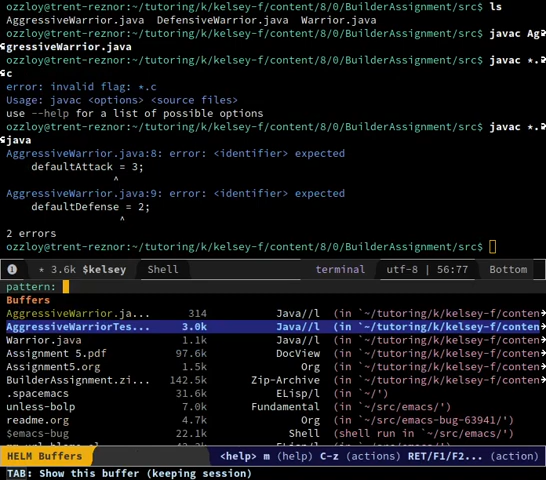 ozzloy@trent-reznor:~/tutoring/k/kelsey-f/content/8/0/BuilderAssignment/src$ ls
AggressiveWarrior.java  DefensiveWarrior.java  Warrior.java
ozzloy@trent-reznor:~/tutoring/k/kelsey-f/content/8/0/BuilderAssignment/src$ javac Ag
gressiveWarrior.java
ozzloy@trent-reznor:~/tutoring/k/kelsey-f/content/8/0/BuilderAssignment/src$ javac *.
c
error: invalid flag: *.c
Usage: javac <options> <source files>
use --help for a list of possible options
ozzloy@trent-reznor:~/tutoring/k/kelsey-f/content/8/0/BuilderAssignment/src$ javac *.
java
AggressiveWarrior.java:8: error: <identifier> expected
    defaultAttack = 3;
                 ^
AggressiveWarrior.java:9: error: <identifier> expected
    defaultDefense = 2;
                  ^
2 errors
ozzloy@trent-reznor:~/tutoring/k/kelsey-f/content/8/0/BuilderAssignment/src$
1 * 3.6k $kelsey Shell terminal utf-8 | 56:77 Bottom
pattern:
Buffers
AggressiveWarrior.ja... 314 Java//l (in `~/tutoring/k/kelsey-f/conten
AggressiveWarriorTes... 3.0k Java//l (in `~/tutoring/k/kelsey-f/conten
Warrior.java 1.1k Java//l (in `~/tutoring/k/kelsey-f/conten
Assignment 5.pdf 97.6k DocView (in `~/tutoring/k/kelsey-f/conten
Assignment5.org 1.5k Org (in `~/tutoring/k/kelsey-f/conten
BuilderAssignment.zi... 142.5k Zip-Archive (in `~/tutoring/k/kelsey-f/conten
.spacemacs 31.6k ELisp/l (in `~/')
unless-bolp 7.0k Fundamental (in `~/src/emacs/')
readme.org 4.7k Org (in `~/src/emacs-bug-63941/')
$emacs-bug 22.1k Shell (shell run in `~/src/emacs/')
HELM Buffers <help> m (help) C-z (actions) RET/F1/F2... (action)
TAB: Show this buffer (keeping session)